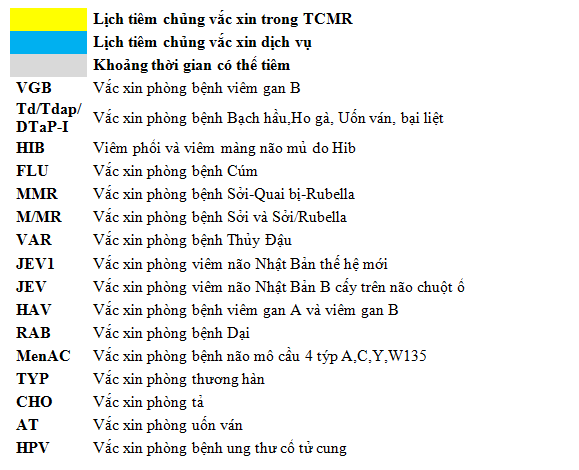 Lịch tiêm chủng vắc xin trong TCMR
Lịch tiêm chủng vắc xin dịch vụ
Khoảng thời gian có thể tiêm
VGB Vắc xin phòng bệnh viêm gan B
Td/Tdap/
DTaP-I Vắc xin phòng bệnh Bạch hầu,Ho gà, Uốn ván, bại liệt
HIB Viêm phổi và viêm màng não mủ do Hib
FLU Vắc xin phòng bệnh Cúm
MMR Vắc xin phòng bệnh Sởi-Quai bị-Rubella
M/MR Vắc xin phòng bệnh Sởi và Sởi/Rubella
VAR Vắc xin phòng bệnh Thủy Đậu
JEV1 Vắc xin phòng viêm não Nhật Bản thế hệ mới
JEV Vắc xin phòng viêm não Nhật Bản B cấy trên não chuột ổ
HAV Vắc xin phòng bệnh viêm gan A và viêm gan B
RAB Vắc xin phòng bệnh Dại
MenAC Vắc xin phòng bệnh não mô cầu 4 týp A,C,Y,W135
TYP Vắc xin phòng thương hàn
CHO Vắc xin phòng tả
AT Vắc xin phòng uốn ván
HPV Vắc xin phòng bệnh ung thư cổ tử cung